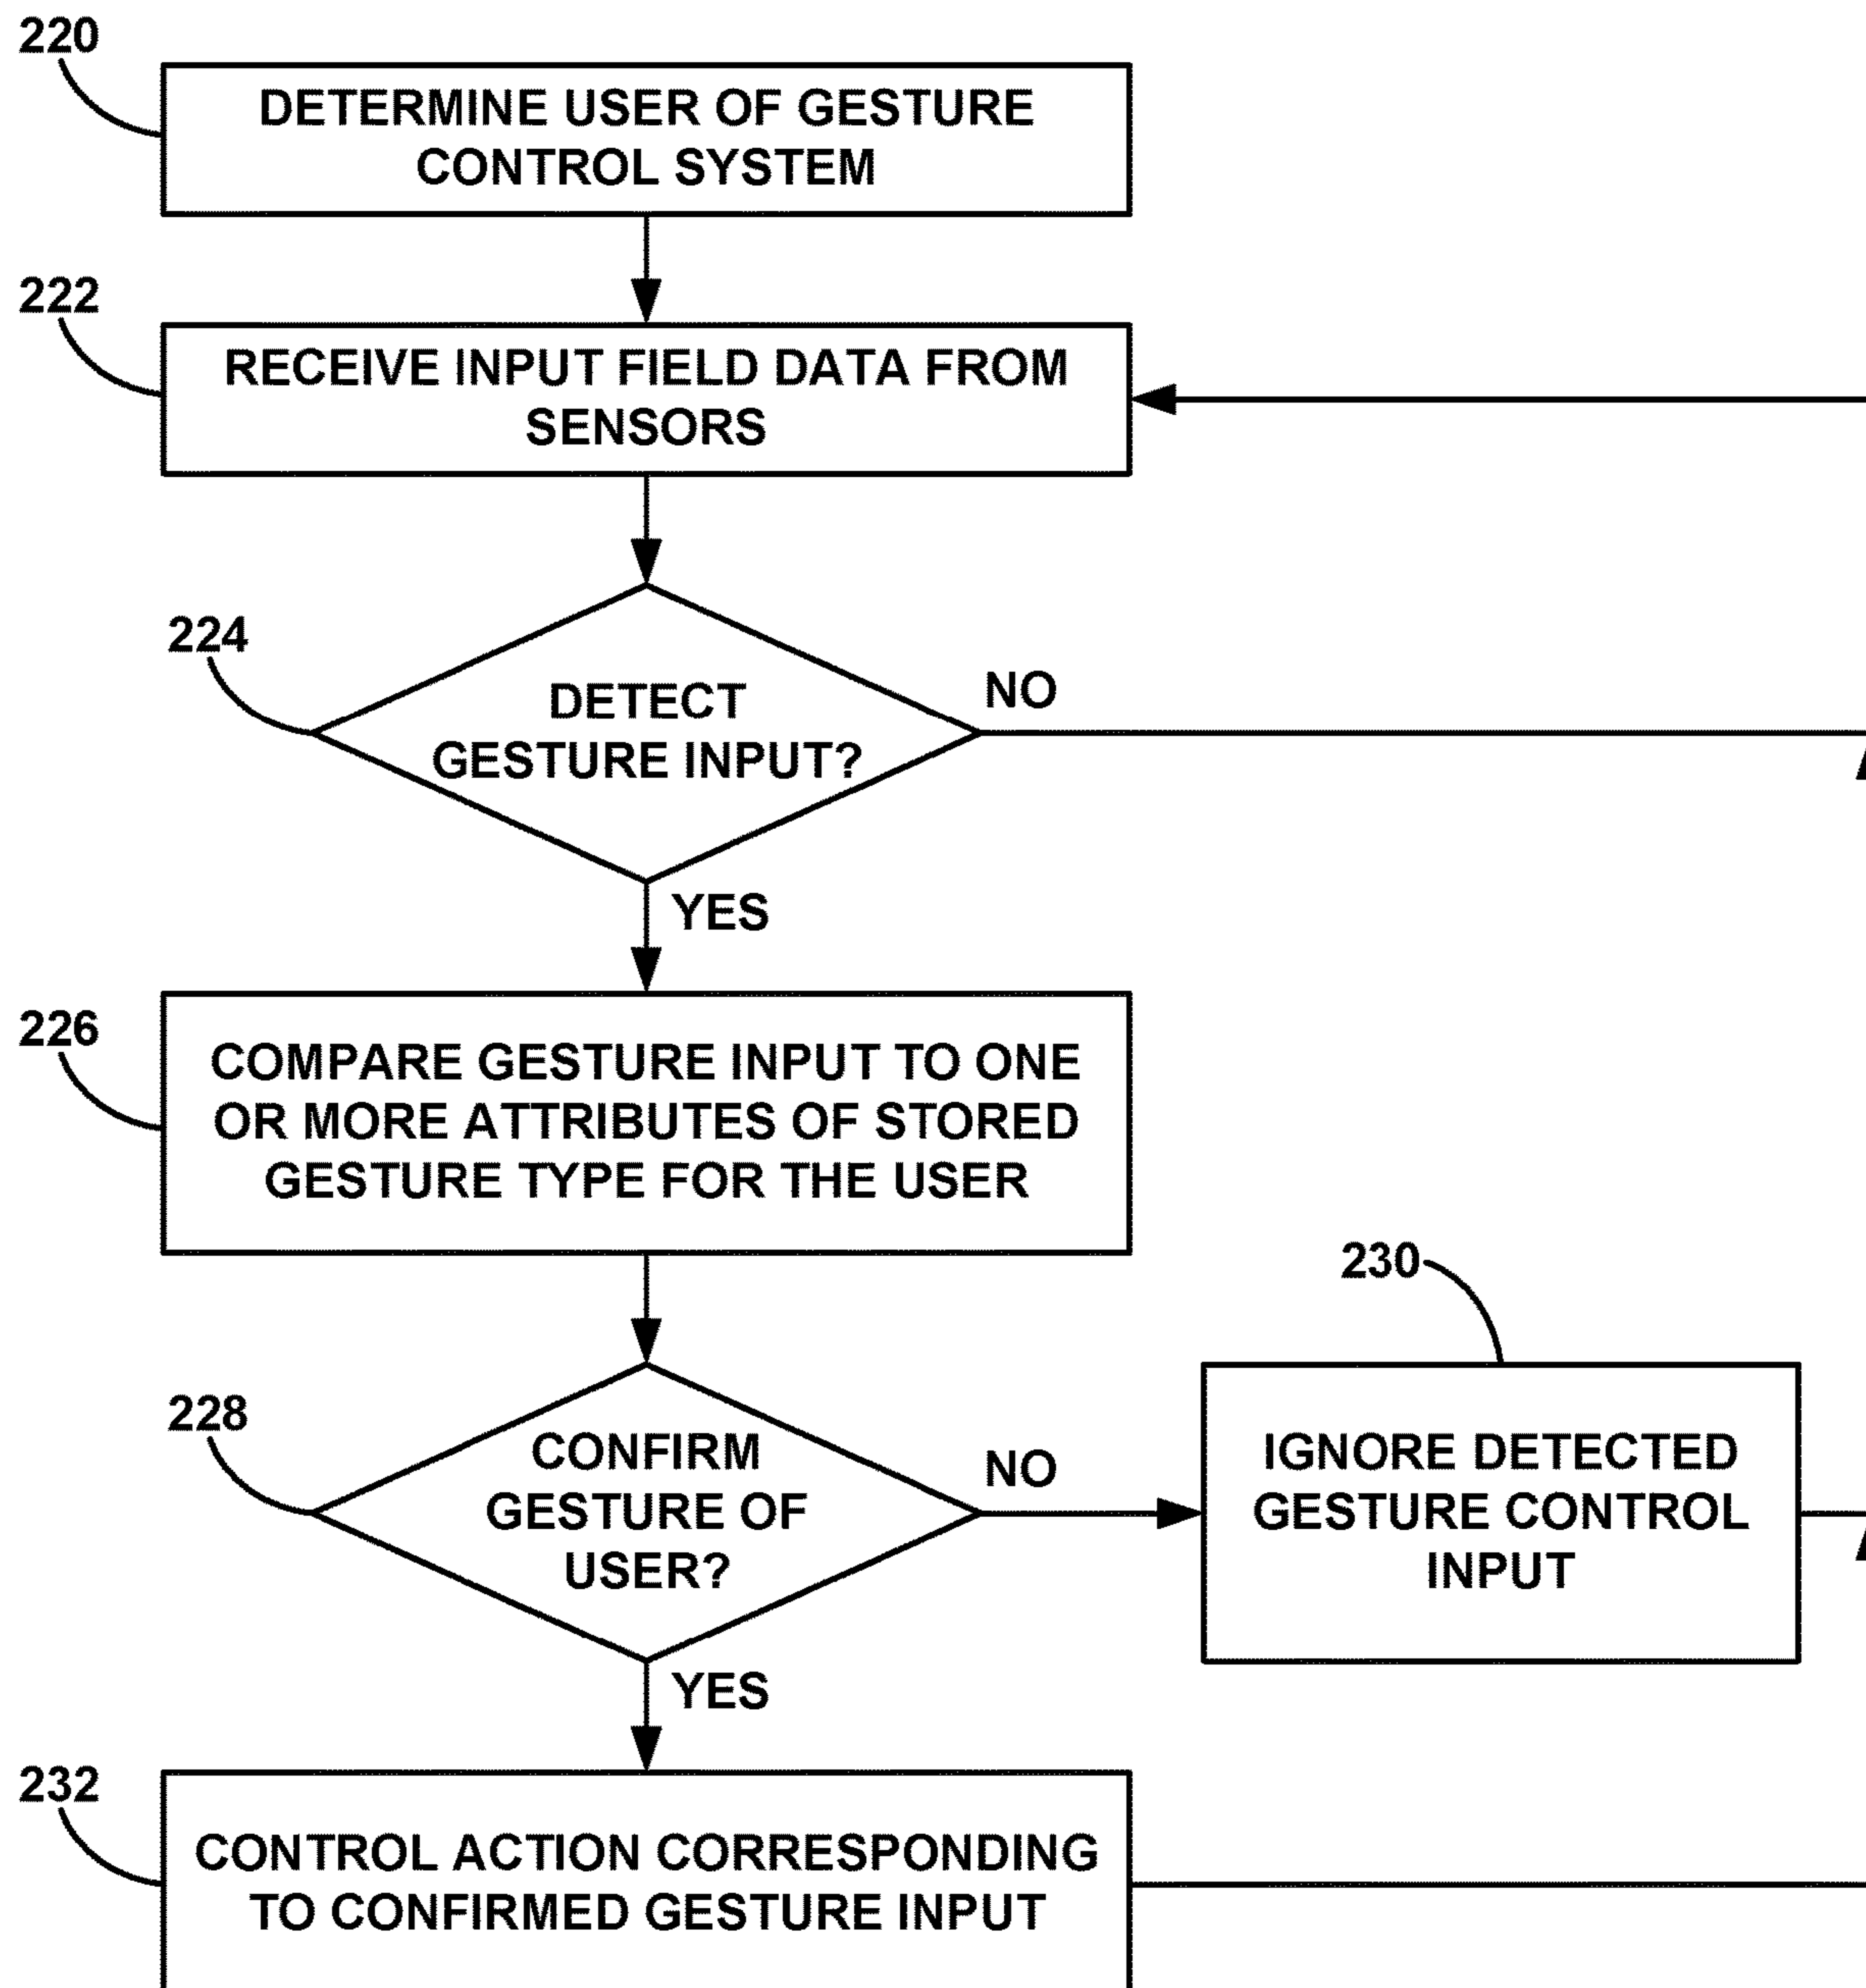 220
DETERMINE USER OF GESTURE
CONTROL SYSTEM
222
RECEIVE INPUT FIELD DATA FROM
SENSORS
224
DETECT
GESTURE INPUT?
NO
YES
226
COMPARE GESTURE INPUT TO ONE
OR MORE ATTRIBUTES OF STORED
GESTURE TYPE FOR THE USER
228
CONFIRM
GESTURE OF
USER?
NO
230
IGNORE DETECTED
GESTURE CONTROL
INPUT
YES
232
CONTROL ACTION CORRESPONDING
TO CONFIRMED GESTURE INPUT